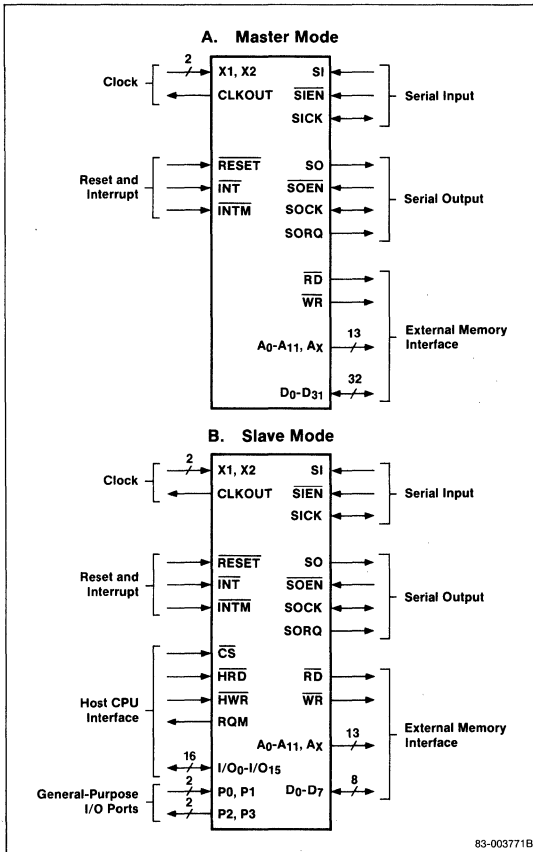 A. Master Mode
Clock
2
X1, X2
CLKOUT
SI
SIEN
SICK
Serial Input
Reset and
Interrupt
RESET
INT
INTM
SO
SOEN
SOCK
SORQ
Serial Output
RD
WR
A0-A11, AX
13
D0-D31
32
External Memory
Interface
B. Slave Mode
Clock
2
X1, X2
CLKOUT
SI
SIEN
SICK
Serial Input
Reset and
Interrupt
RESET
INT
INTM
SO
SOEN
SOCK
SORQ
Serial Output
Host CPU
Interface
CS
HRD
HWR
RQM
16
I/O0-I/O15
RD
WR
A0-A11, AX
13
D0-D7
8
External Memory
Interface
General-Purpose
I/O Ports
2
P0, P1
2
P2, P3
83-003771B